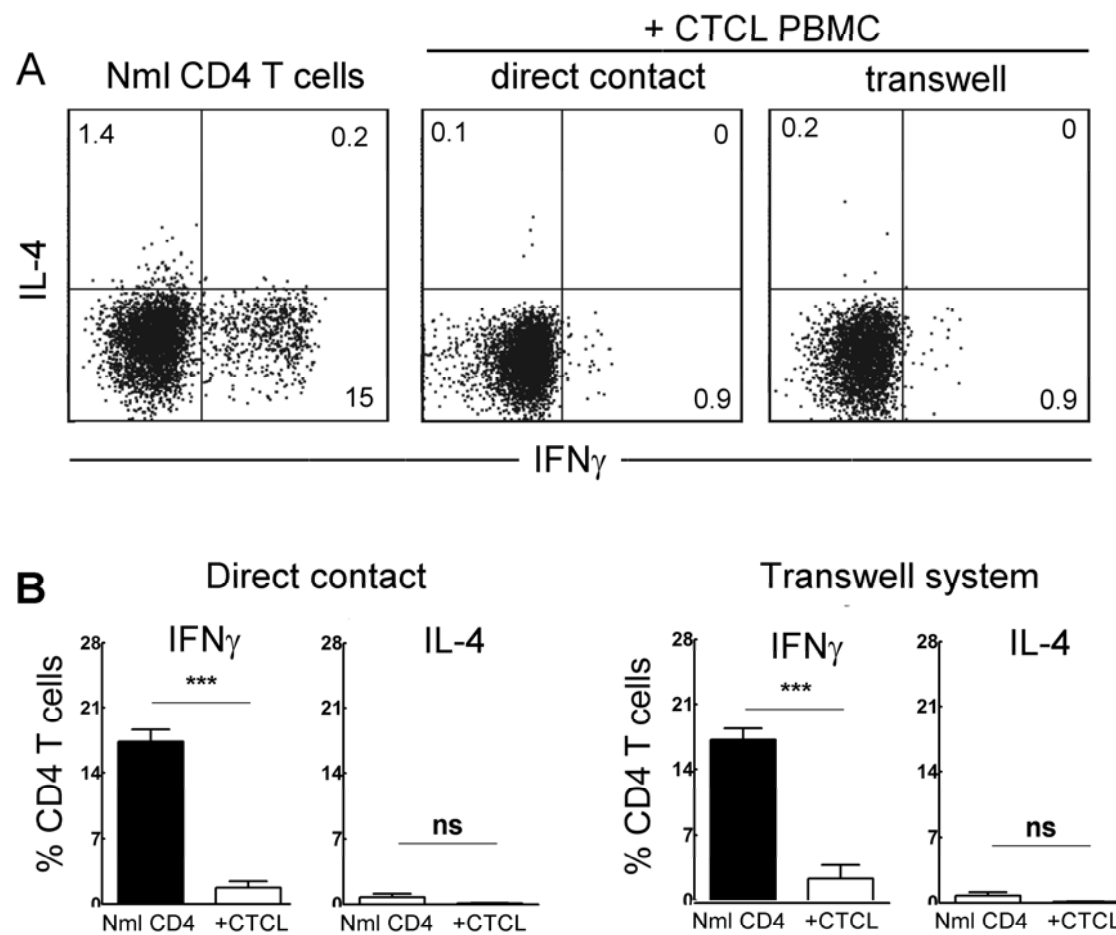 + CTCL PBMC
A
Nml CD4 T cells
direct contact
transwell
1.4
0.2
0.1
0
0.2
0
IL-4
15
0.9
0.9
IFNγ
B
Direct contact
Transwell system
28
IFNγ
28
IL-4
28
IFNγ
28
IL-4
***
***
21
21
21
21
% CD4 T cells
% CD4 T cells
14
14
14
14
7
7
7
7
ns
ns
0
0
0
0
Nml CD4
+CTCL
Nml CD4
+CTCL
Nml CD4
+CTCL
Nml CD4
+CTCL